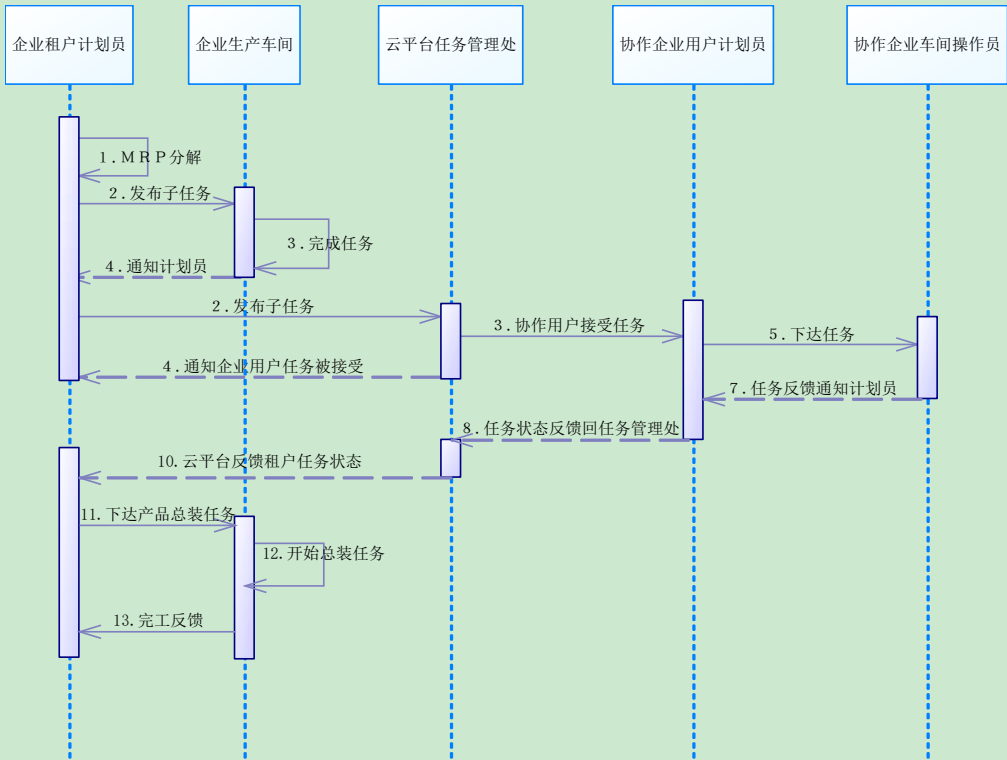 企业租户计划员
企业生产车间
云平台任务管理处
协作企业用户计划员
协作企业车间操作员
1.MRP分解
2.发布子任务
3.完成任务
4.通知计划员
2.发布子任务
3.协作用户接受任务
5.下达任务
4.通知企业用户任务被接受
7.任务反馈通知计划员
8.任务状态反馈回任务管理处
10.云平台反馈租户任务状态
11.下达产品总装任务
12.开始总装任务
13.完工反馈